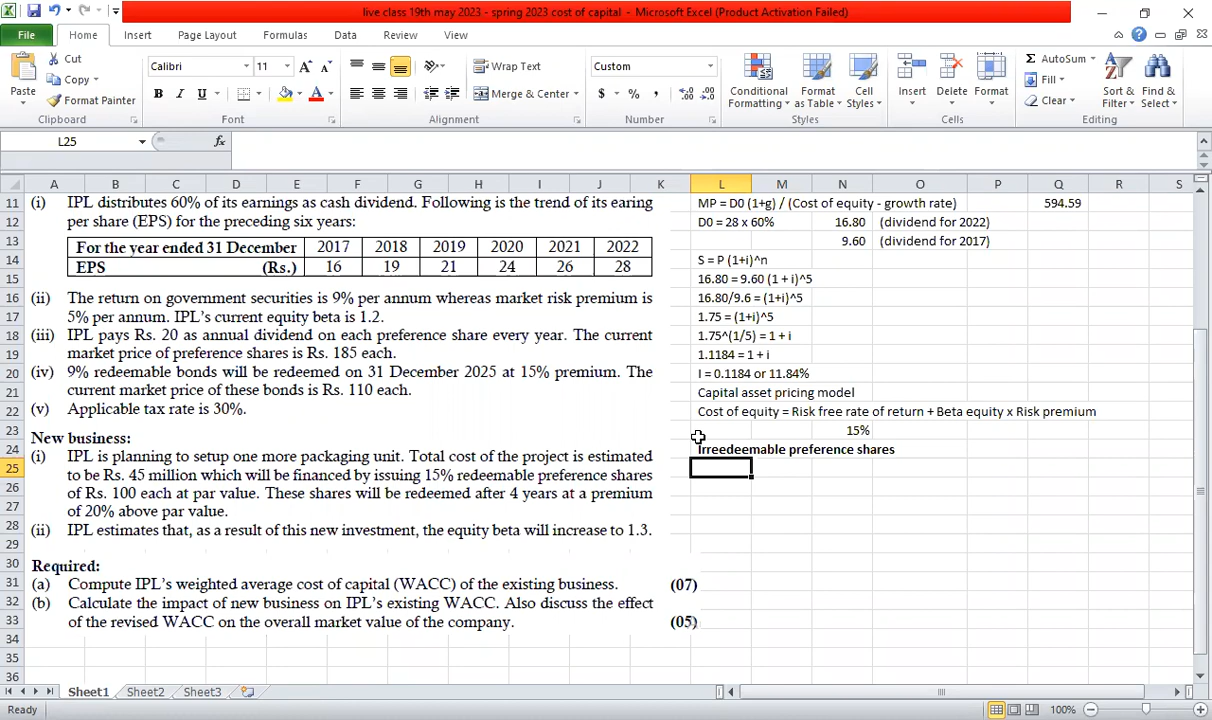 live class 19th may 2023 - spring 2023 cost of capital - Microsoft Excel (Product Activation Failed)
File Home Insert Page Layout Formulas Data Review View
Cut
Copy
Format Painter
Paste
Clipboard
Calibri 11
B I U
Font
Wrap Text
Merge & Center
Alignment
Custom
$ % ,
Number
Conditional Formatting
Format as Table
Cell Styles
Styles
Insert Delete Format
Cells
AutoSum
Fill
Clear
Sort & Filter
Find & Select
Editing
L25 fx
A B C D E F G H I J K L M N O P Q R S
11 (i) IPL distributes 60% of its earnings as cash dividend. Following is the trend of its earing MP = D0 (1+g) / (Cost of equity - growth rate) 594.59
12 per share (EPS) for the preceding six years: D0 = 28 x 60% 16.80 (dividend for 2022)
13 For the year ended 31 December 2017 2018 2019 2020 2021 2022 9.60 (dividend for 2017)
14 EPS (Rs.) 16 19 21 24 26 28 S = P (1+i)^n
15 16.80 = 9.60 (1 + i)^5
16 (ii) The return on government securities is 9% per annum whereas market risk premium is 16.80/9.6 = (1+i)^5
17 5% per annum. IPL's current equity beta is 1.2. 1.75 = (1+i)^5
18 (iii) IPL pays Rs. 20 as annual dividend on each preference share every year. The current 1.75^(1/5) = 1 + i
19 market price of preference shares is Rs. 185 each. 1.1184 = 1 + i
20 (iv) 9% redeemable bonds will be redeemed on 31 December 2025 at 15% premium. The I = 0.1184 or 11.84%
21 current market price of these bonds is Rs. 110 each. Capital asset pricing model
22 (v) Applicable tax rate is 30%. Cost of equity = Risk free rate of return + Beta equity x Risk premium
23 New business: 15%
24 (i) IPL is planning to setup one more packaging unit. Total cost of the project is estimated Irreedeemable preference shares
25 to be Rs. 45 million which will be financed by issuing 15% redeemable preference shares
26 of Rs. 100 each at par value. These shares will be redeemed after 4 years at a premium
27 of 20% above par value.
28 (ii) IPL estimates that, as a result of this new investment, the equity beta will increase to 1.3.
29
30 Required:
31 (a) Compute IPL's weighted average cost of capital (WACC) of the existing business. (07)
32 (b) Calculate the impact of new business on IPL's existing WACC. Also discuss the effect
33 of the revised WACC on the overall market value of the company. (05)
34
35
36
Sheet1 Sheet2 Sheet3
Ready 100%